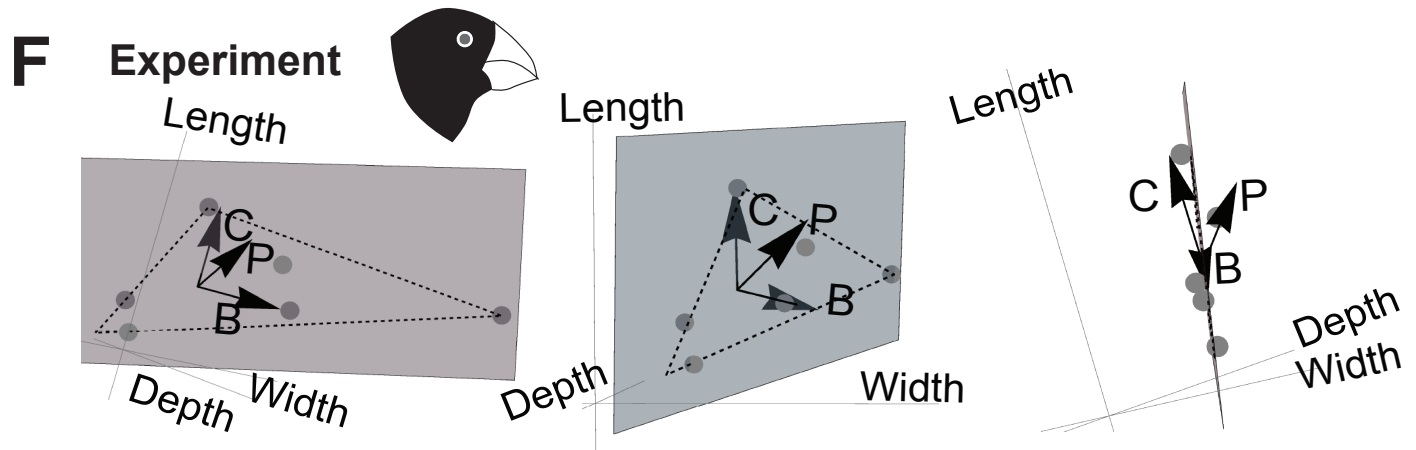 F Experiment
Length
C
P
B
Depth
Width
Length
C
P
B
Depth
Width
Length
C
P
B
Depth
Width